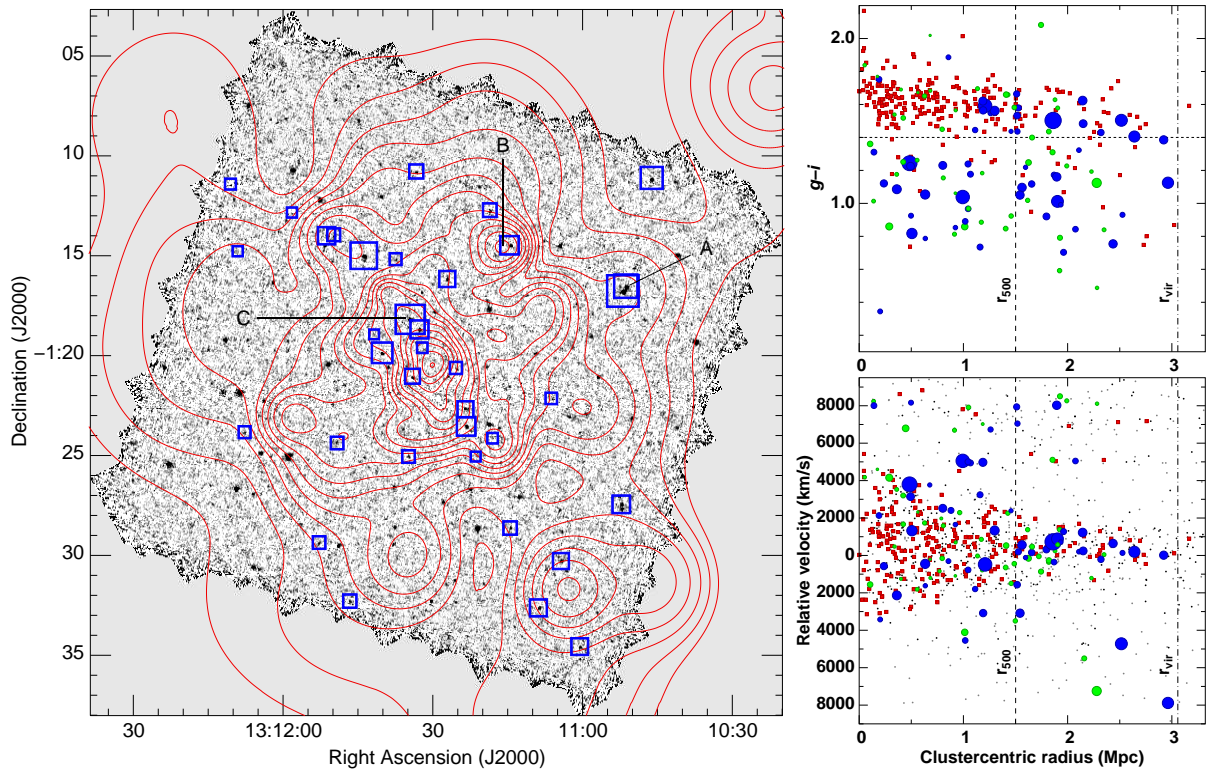 05
10
15
-1:20
25
30
35
Declination (J2000)
30
13:12:00
30
11:00
10:30
Right Ascension (J2000)
A
B
C
2.0
1.0
g–i
r500
rvir
0
1
2
3
8000
6000
4000
2000
0
2000
4000
6000
8000
Relative velocity (km/s)
r500
rvir
0
1
2
3
Clustercentric radius (Mpc)